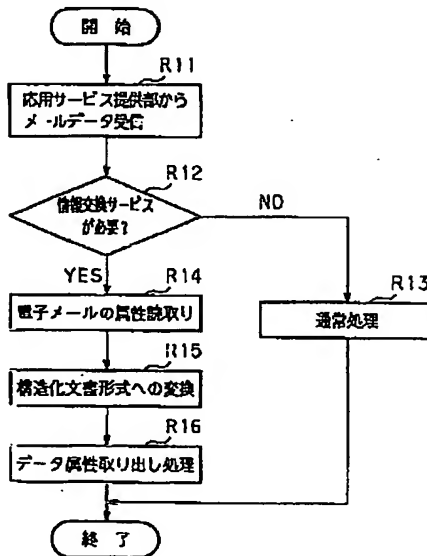 開 始
R11
応用サービス提供部から
メールデータ受信
R12
情報交換サービス
が必要?
NO
YES
R14
R13
電子メールの属性読取り
通常処理
R15
構造化文書形式への変換
R16
データ属性取り出し処理
終 了